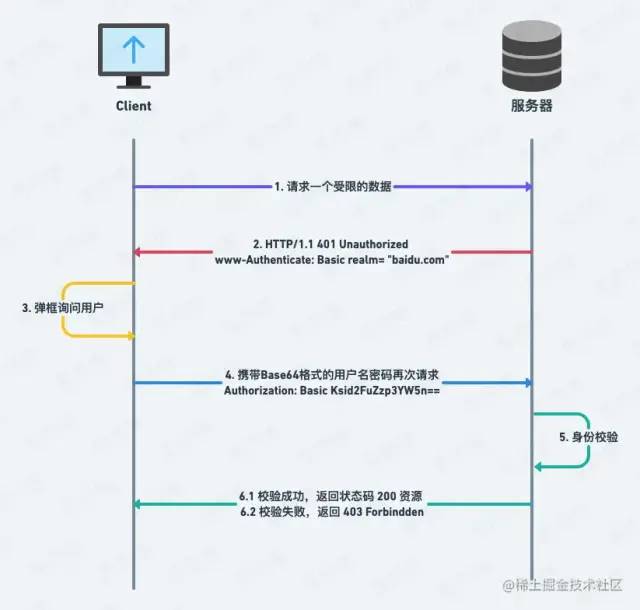 Client
服务器
1. 请求一个受限的数据
2. HTTP/1.1 401 Unauthorized
www-Authenticate: Basic realm= "baidu.com"
3. 弹框询问用户
4. 携带Base64格式的用户名密码再次请求
Authorization: Basic Ksid2FuZzp3YW5n==
5. 身份校验
6.1 校验成功，返回状态码 200 资源
6.2 校验失败，返回 403 Forbindden
@稀土掘金技术社区